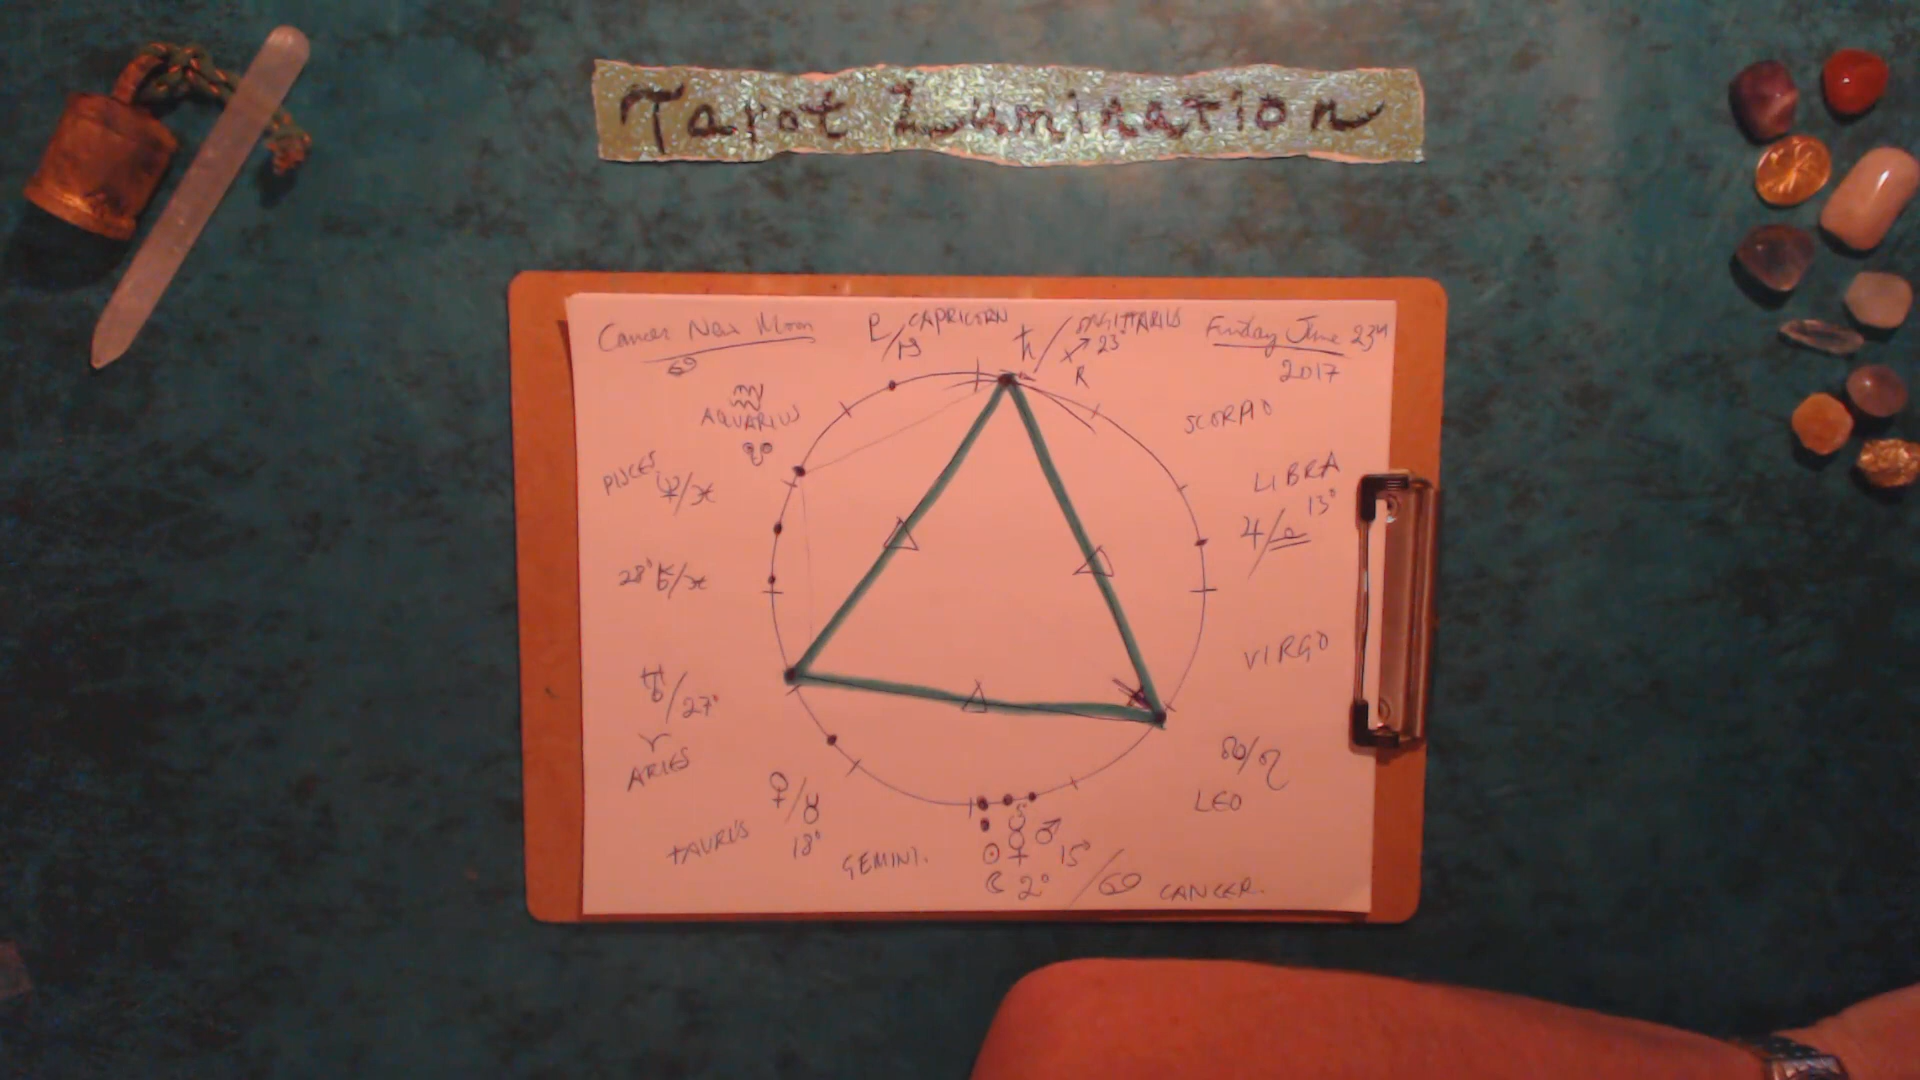 Tarot Lumination
Cancer New Moon
♋
P/♑ CAPRICORN
♄/♐ SAGITTARIUS
23°
R
Friday June 23rd
2017
♒
AQUARIUS
☋
SCORPIO
PISCES ♆/♓
LIBRA
13°
♃/♎
28° ⚷/♓
VIRGO
♅/27°
♈
ARIES
☊/♌
LEO
♀/♉
18°
TAURUS
GEMINI.
☉ ☿ ♂ 15°
☾ 2° /♋ CANCER.